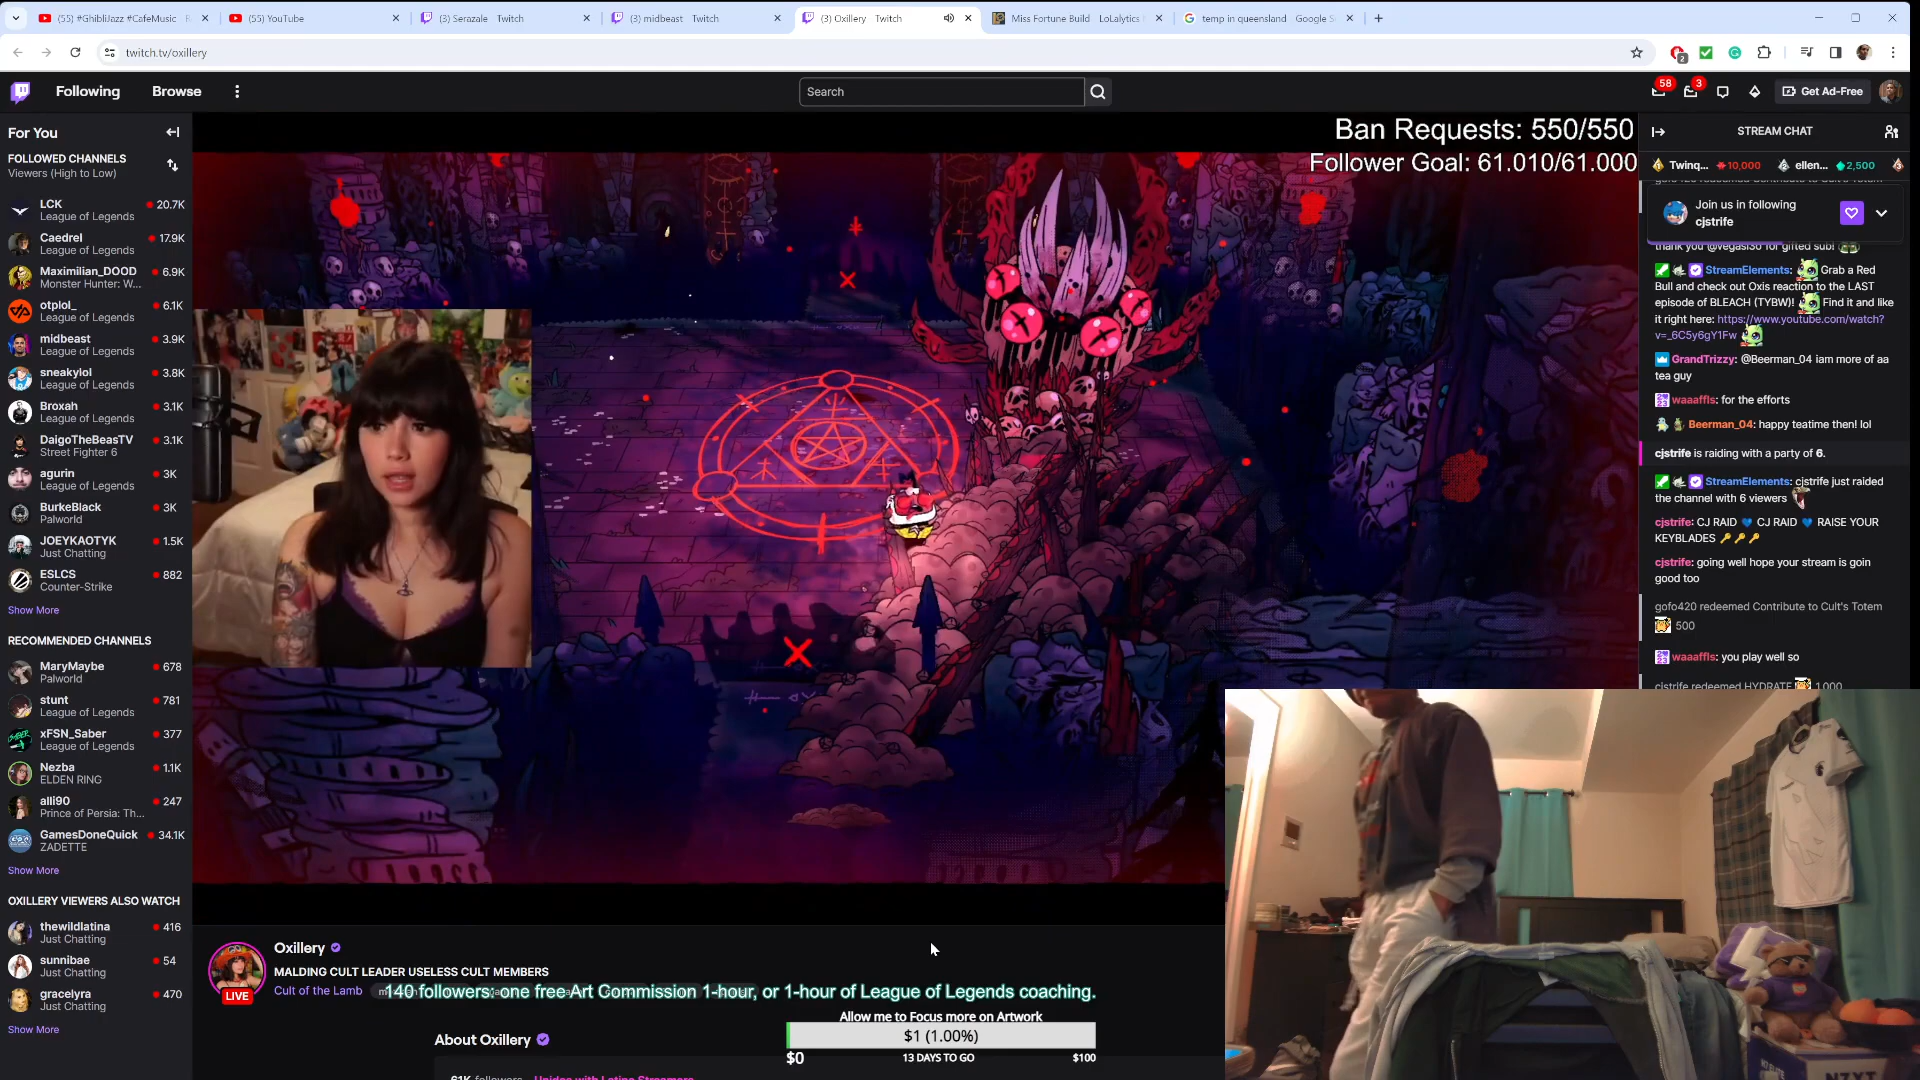 (55) #GhibliJazz #CafeMusic
(55) YouTube
(3) Serazale - Twitch
(3) midbeast - Twitch
(3) Oxillery - Twitch
Miss Fortune Build
LoLalytics
temp in queensland - Google S
twitch.tv/oxillery
Following
Browse
Search
58
3
Get Ad-Free
For You
FOLLOWED CHANNELS
Viewers (High to Low)
LCK
20.7K
League of Legends
Caedrel
17.9K
League of Legends
Maximilian_DOOD
6.9K
Monster Hunter: W...
otplol_
6.1K
League of Legends
midbeast
3.9K
League of Legends
sneakylol
3.8K
League of Legends
Broxah
3.1K
League of Legends
DaigoTheBeasTV
3.1K
Street Fighter 6
agurin
3K
League of Legends
BurkeBlack
3K
Palworld
JOEYKAOTYK
1.5K
Just Chatting
ESLCS
882
Counter-Strike
Show More
RECOMMENDED CHANNELS
MaryMaybe
678
Palworld
stunt
781
League of Legends
xFSN_Saber
377
League of Legends
Nezba
1.1K
ELDEN RING
alli90
247
Prince of Persia: Th...
GamesDoneQuick
34.1K
ZADETTE
Show More
OXILLERY VIEWERS ALSO WATCH
thewildlatina
416
Just Chatting
sunnibae
54
Just Chatting
gracelyra
470
Just Chatting
Show More
Ban Requests: 550/550
Follower Goal: 61.010/61.000
Oxillery
MALDING CULT LEADER USELESS CULT MEMBERS
LIVE
Cult of the Lamb
140 followers: one free Art Commission 1-hour, or 1-hour of League of Legends coaching.
Allow me to Focus more on Artwork
$1 (1.00%)
$0
13 DAYS TO GO
$100
About Oxillery
61K followers
STREAM CHAT
Twinq...
10,000
ellen...
2,500
Join us in following
cjstrife
thank you @vegasi30 for gifted sub!
StreamElements: Grab a Red
Bull and check out Oxis reaction to the LAST
episode of BLEACH (TYBW)! Find it and like
it right here: https://www.youtube.com/watch?
v=_6C5y6gY1Fw
GrandTrizzy: @Beerman_04 iam more of aa
tea guy
waaaffls: for the efforts
Beerman_04: happy teatime then! lol
cjstrife is raiding with a party of 6.
StreamElements: cjstrife just raided
the channel with 6 viewers
cjstrife: CJ RAID 💙 CJ RAID 💙 RAISE YOUR
KEYBLADES 🔑 🔑 🔑
cjstrife: going well hope your stream is goin
good too
gofo420 redeemed Contribute to Cult's Totem
500
waaaffls: you play well so
cjstrife redeemed HYDRATE 1,000